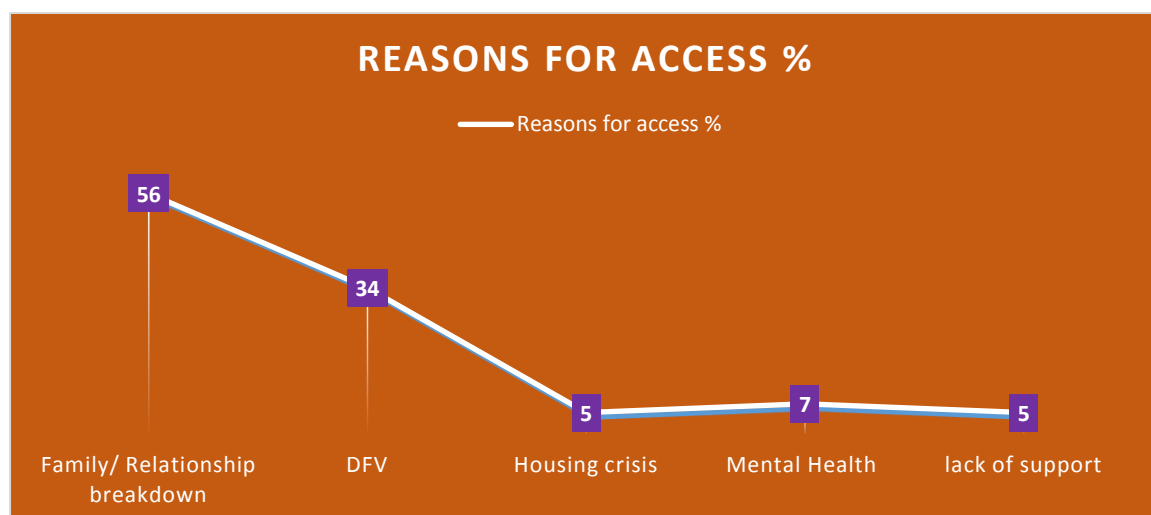 REASONS FOR ACCESS %
Reasons for access %
56
34
5
7
5
Family/ Relationship
breakdown
DFV
Housing crisis
Mental Health
lack of support